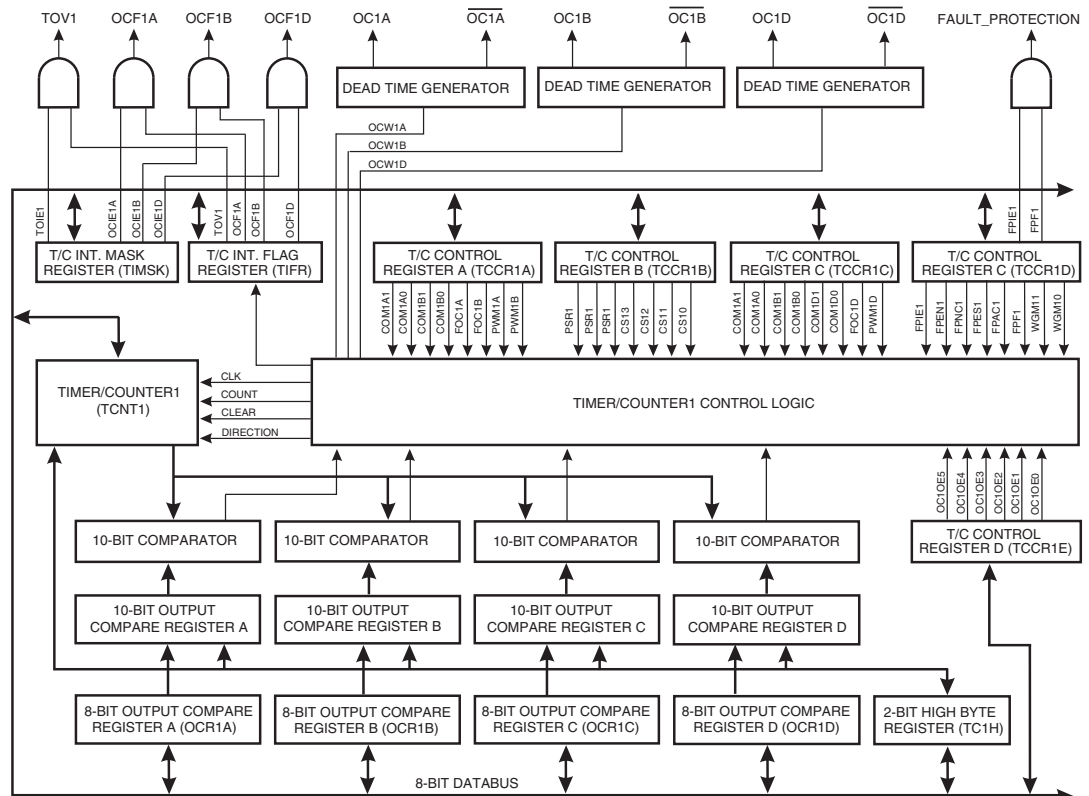 TOV1 OCF1A OCF1B OCF1D OC1A OC1A OC1B OC1B OC1D OC1D FAULT_PROTECTION
DEAD TIME GENERATOR DEAD TIME GENERATOR DEAD TIME GENERATOR
OCW1A
OCW1B
OCW1D
TOIE1 OCIE1A OCIE1B OCIE1D TOV1 OCF1A OCF1B OCF1D FPIE1 FPF1
T/C INT. MASK
REGISTER (TIMSK)
T/C INT. FLAG
REGISTER (TIFR)
T/C CONTROL
REGISTER A (TCCR1A)
T/C CONTROL
REGISTER B (TCCR1B)
T/C CONTROL
REGISTER C (TCCR1C)
T/C CONTROL
REGISTER C (TCCR1D)
COM1A1 COM1A0 COM1B1 COM1B0 FOC1A FOC1B PWM1A PWM1B
PSR1 PSR1 PSR1 CS13 CS12 CS11 CS10
COM1A1 COM1A0 COM1B1 COM1B0 COM1D1 COM1D0 FOC1D PWM1D
FPIE1 FPEN1 FPNC1 FPES1 FPAC1 FPF1 WGM11 WGM10
TIMER/COUNTER1
(TCNT1)
CLK
COUNT
CLEAR
DIRECTION
TIMER/COUNTER1 CONTROL LOGIC
OC1OE5 OC1OE4 OC1OE3 OC1OE2 OC1OE1 OC1OE0
10-BIT COMPARATOR 10-BIT COMPARATOR 10-BIT COMPARATOR 10-BIT COMPARATOR
T/C CONTROL
REGISTER D (TCCR1E)
10-BIT OUTPUT
COMPARE REGISTER A
10-BIT OUTPUT
COMPARE REGISTER B
10-BIT OUTPUT
COMPARE REGISTER C
10-BIT OUTPUT
COMPARE REGISTER D
8-BIT OUTPUT COMPARE
REGISTER A (OCR1A)
8-BIT OUTPUT COMPARE
REGISTER B (OCR1B)
8-BIT OUTPUT COMPARE
REGISTER C (OCR1C)
8-BIT OUTPUT COMPARE
REGISTER D (OCR1D)
2-BIT HIGH BYTE
REGISTER (TC1H)
8-BIT DATABUS